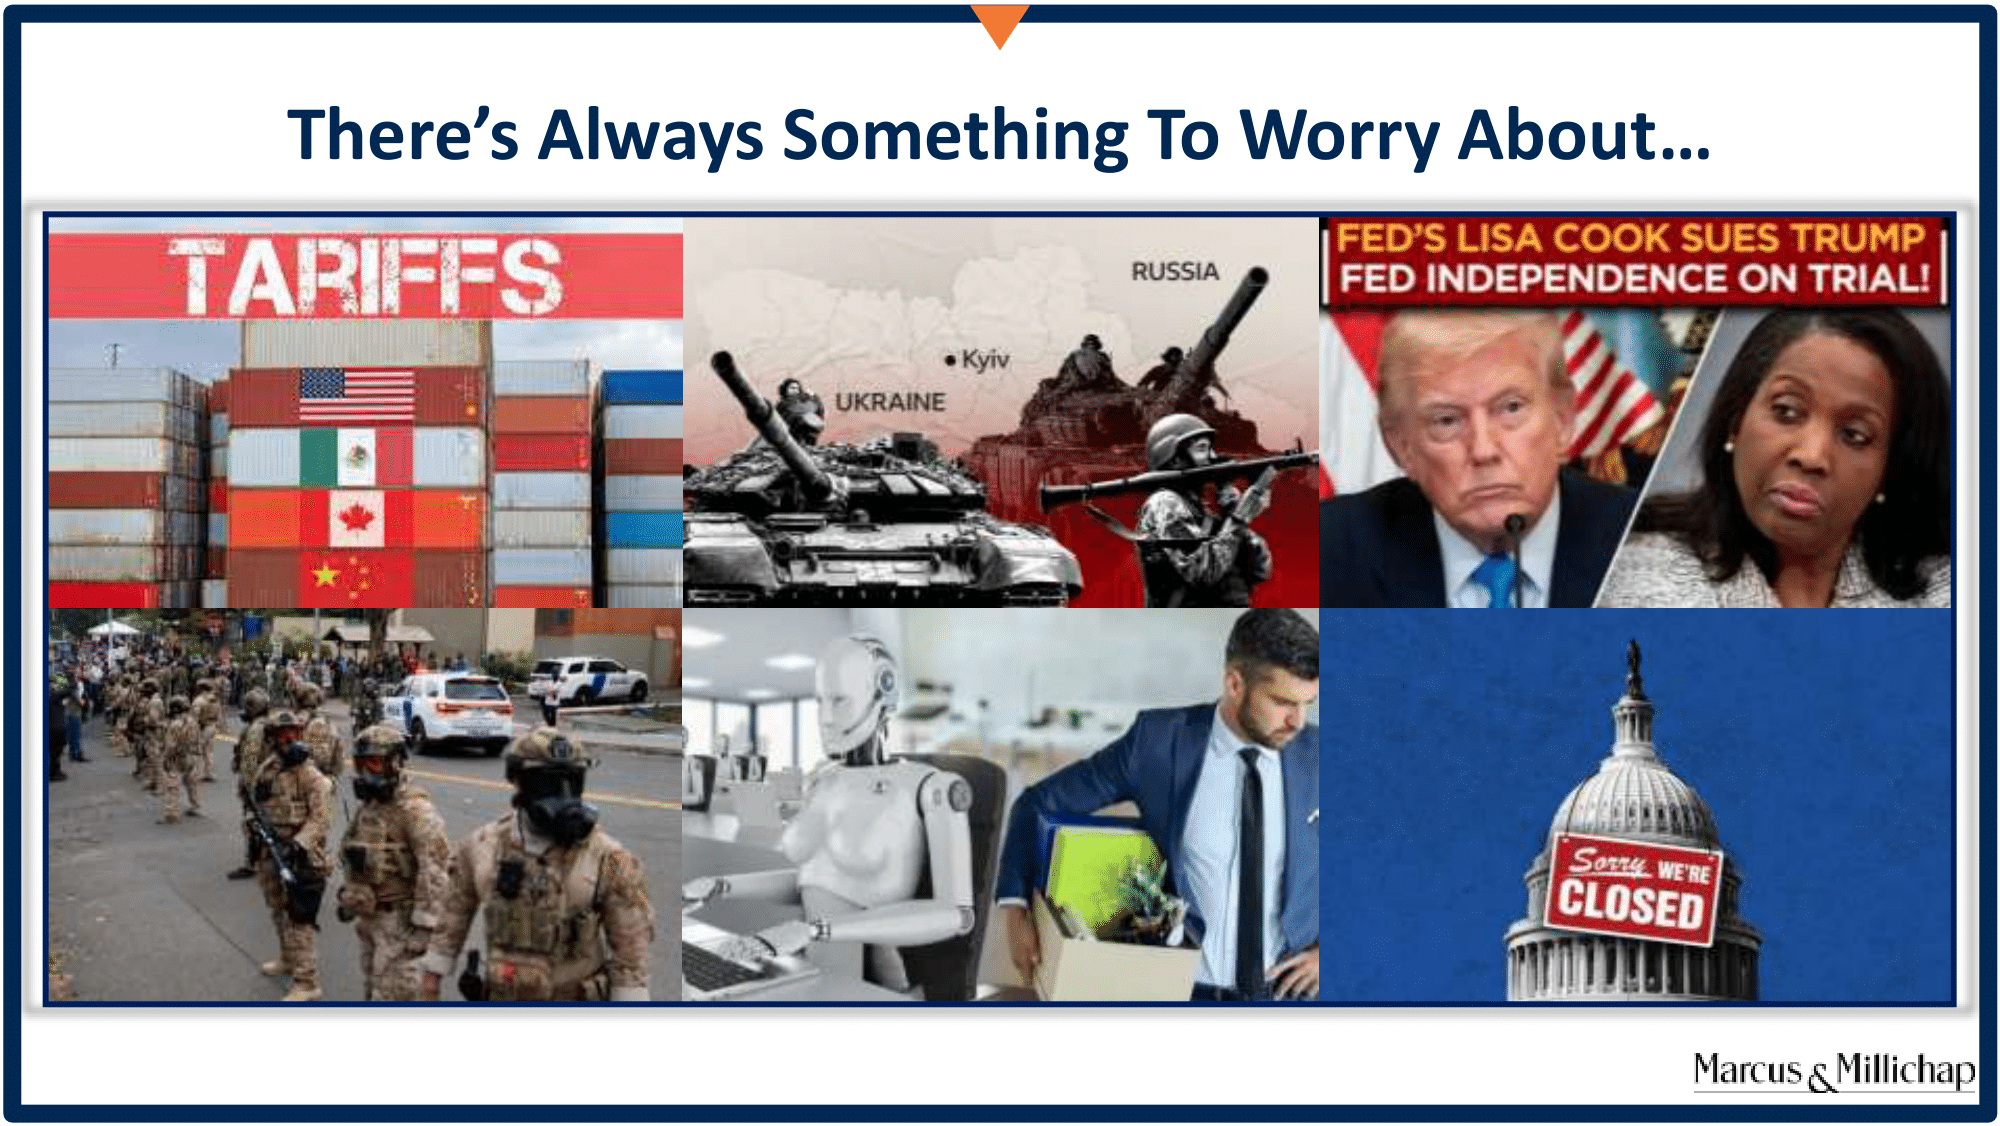 There’s Always Something To Worry About...
TARIFFS
RUSSIA
Kyiv
UKRAINE
FED'S LISA COOK SUES TRUMP
FED INDEPENDENCE ON TRIAL!
Sorry WE'RE
CLOSED
Marcus & Millichap